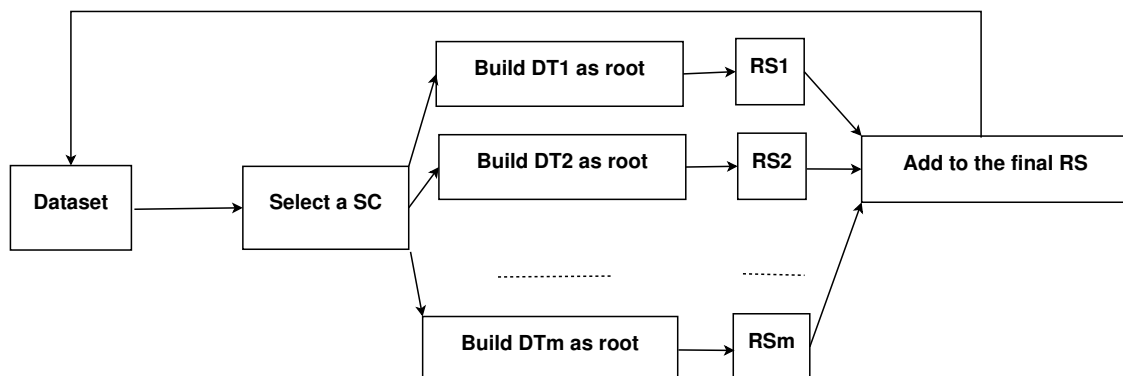 Build DT1 as root
RS1
Build DT2 as root
RS2
Add to the final RS
Dataset
Select a SC
Build DTm as root
RSm